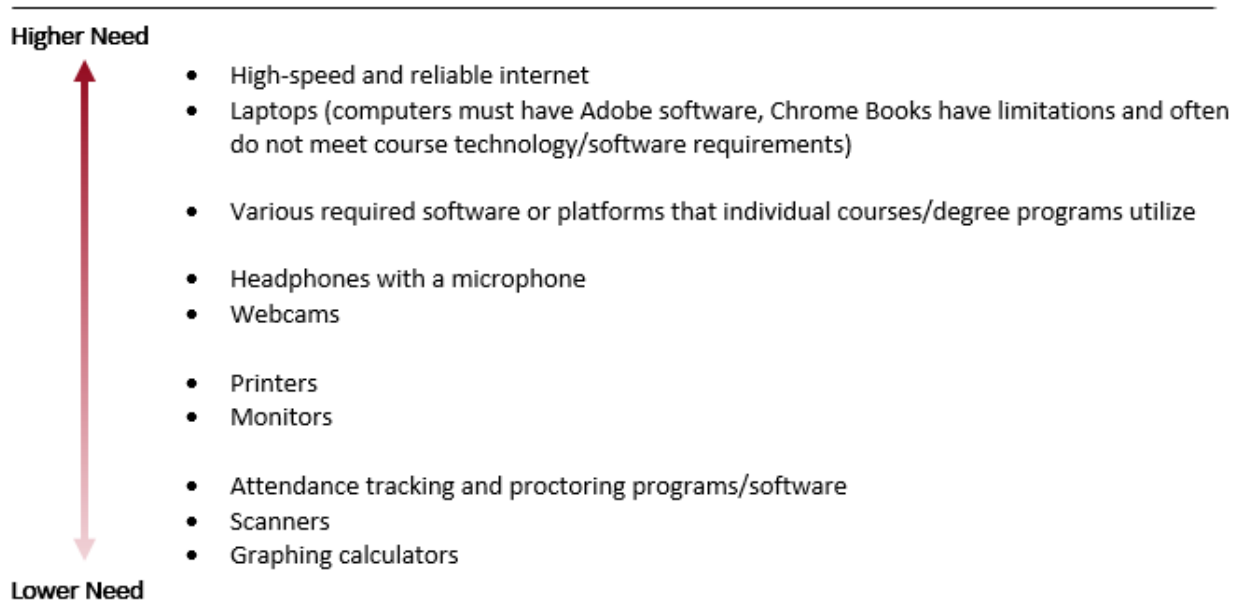 Higher Need
• High-speed and reliable internet
• Laptops (computers must have Adobe software, Chrome Books have limitations and often
do not meet course technology/software requirements)
• Various required software or platforms that individual courses/degree programs utilize
• Headphones with a microphone
• Webcams
• Printers
• Monitors
• Attendance tracking and proctoring programs/software
• Scanners
• Graphing calculators
Lower Need